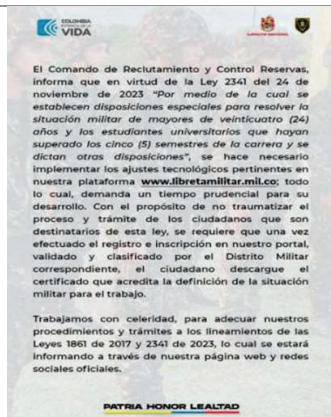 COLOMBIA
POTENCIA DE LA
VIDA
El Comando de Reclutamiento y Control Reservas,
informa que en virtud de la Ley 2341 del 24 de
noviembre de 2023 “Por medio de la cual se
establecen disposiciones especiales para resolver la
situación militar de mayores de veinticuatro (24)
años y los estudiantes universitarios que hayan
superado los cinco (5) semestres de la carrera y se
dictan otras disposiciones”, se hace necesario
implementar los ajustes tecnológicos pertinentes en
nuestra plataforma www.libretamilitar.mil.co; todo
lo cual, demanda un tiempo prudencial para su
desarrollo. Con el propósito de no traumatizar el
proceso y trámite de los ciudadanos que son
destinatarios de esta ley, se requiere que una vez
efectuado el registro e inscripción en nuestro portal,
validado y clasificado por el Distrito Militar
correspondiente, el ciudadano descargue el
certificado que acredita la definición de la situación
militar para el trabajo.
Trabajamos con celeridad, para adecuar nuestros
procedimientos y trámites a los lineamientos de las
Leyes 1861 de 2017 y 2341 de 2023, lo cual se estará
informando a través de nuestra página web y redes
sociales oficiales.
PATRIA HONOR LEALTAD